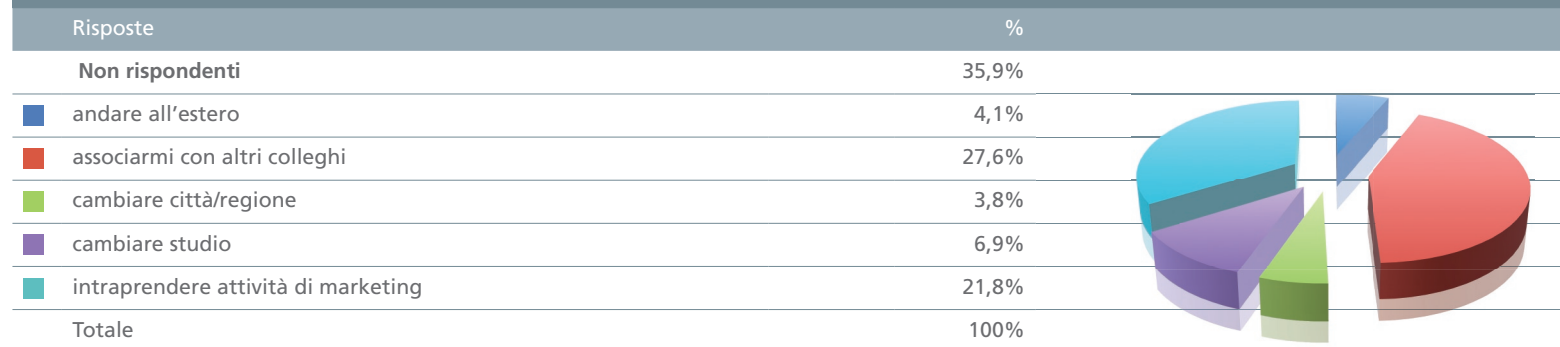 Risposte %
Non rispondenti 35,9%
andare all'estero 4,1%
associarmi con altri colleghi 27,6%
cambiare città/regione 3,8%
cambiare studio 6,9%
intraprendere attività di marketing 21,8%
Totale 100%